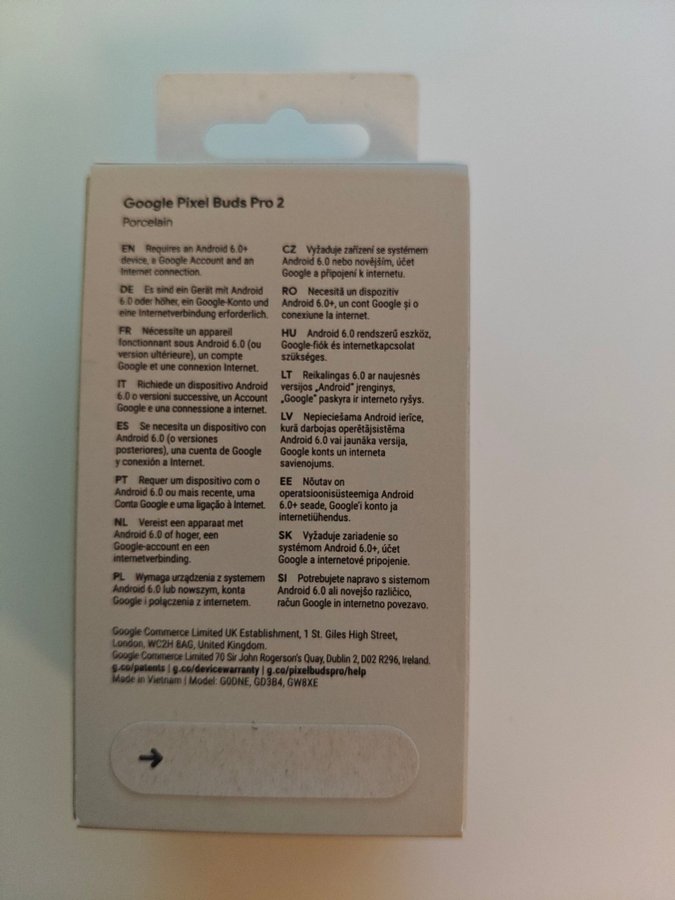 Google Pixel Buds Pro 2
Porcelain
EN Requires an Android 6.0+
device, a Google Account and an
Internet connection.
DE Es sind ein Gerät mit Android
6.0 oder höher, ein Google-Konto und
eine Internetverbindung erforderlich.
FR Nécessite un appareil
fonctionnant sous Android 6.0 (ou
version ultérieure), un compte
Google et une connexion Internet.
IT Richiede un dispositivo Android
6.0 o versioni successive, un Account
Google e una connessione a internet.
ES Se necesita un dispositivo con
Android 6.0 (o versiones
posteriores), una cuenta de Google
y conexión a Internet.
PT Requer um dispositivo com o
Android 6.0 ou mais recente, uma
Conta Google e uma ligação à Internet.
NL Vereist een apparaat met
Android 6.0 of hoger, een
Google-account en een
internetverbinding.
PL Wymaga urządzenia z systemem
Android 6.0 lub nowszym, konta
Google i połączenia z internetem.
CZ Vyžaduje zařízení se systémem
Android 6.0 nebo novějším, účet
Google a připojení k internetu.
RO Necesită un dispozitiv
Android 6.0+, un cont Google și o
conexiune la internet.
HU Android 6.0 rendszerű eszköz,
Google-fiók és internetkapcsolat
szükséges.
LT Reikalingas 6.0 ar naujesnės
versijos „Android" įrenginys,
„Google" paskyra ir interneto ryšys.
LV Nepieciešama Android ierīce,
kurā darbojas operētājsistēma
Android 6.0 vai jaunāka versija,
Google konts un interneta
savienojums.
EE Nõutav on
operatsioonisüsteemiga Android
6.0+ seade, Google'i konto ja
internetiühendus.
SK Vyžaduje zariadenie so
systémom Android 6.0+, účet
Google a internetové pripojenie.
SI Potrebujete napravo s sistemom
Android 6.0 ali novejšo različico,
račun Google in internetno povezavo.
Google Commerce Limited UK Establishment, 1 St. Giles High Street,
London, WC2H 8AG, United Kingdom.
Google Commerce Limited 70 Sir John Rogerson's Quay, Dublin 2, D02 R296, Ireland.
g.co/patents | g.co/devicewarranty | g.co/pixelbudspro/help
Made in Vietnam | Model: G0DNE, GD3B4, GW8XE